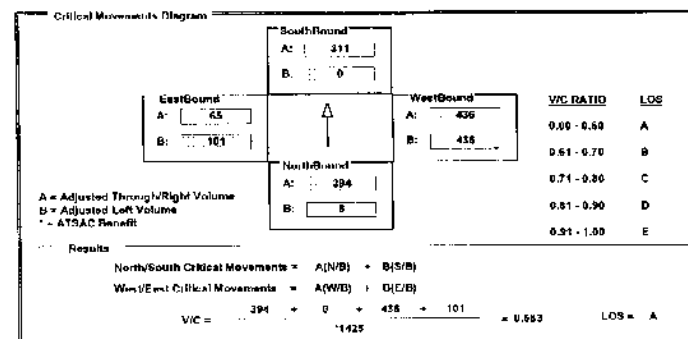 Critical Movements Diagram
SouthBound
A: 311
B: 0
EastBound
A: 65
B: 101
WestBound
A: 436
B: 436
NorthBound
A: 394
B: 8
V/C RATIO LOS
0.00 - 0.60 A
0.61 - 0.70 B
0.71 - 0.80 C
0.81 - 0.90 D
0.91 - 1.00 E
A = Adjusted Through/Right Volume
B = Adjusted Left Volume
* = ATSAC Benefit
Results
North/South Critical Movements = A(N/B) + B(S/B)
West/East Critical Movements = A(W/B) + B(E/B)
394 + 0 + 436 + 101
V/C = = 0.583 LOS = A
*1425